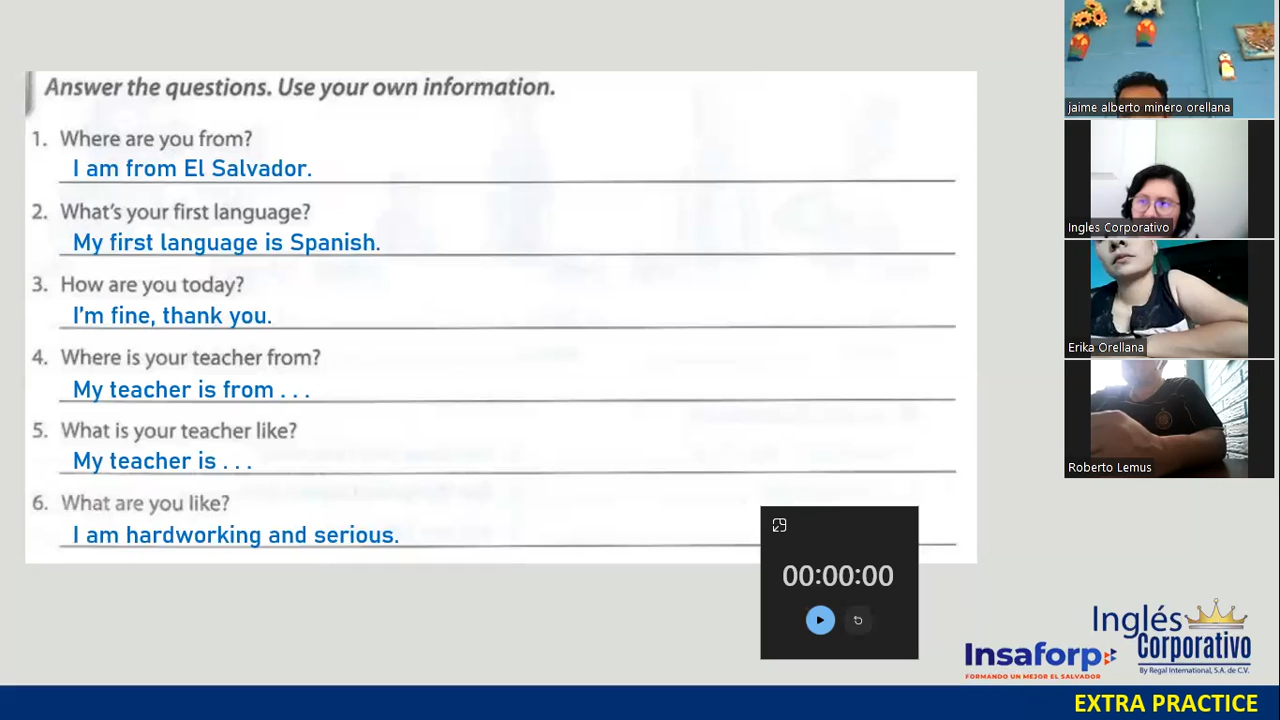 Answer the questions. Use your own information.
1. Where are you from?
I am from El Salvador.
2. What's your first language?
My first language is Spanish.
3. How are you today?
I'm fine, thank you.
4. Where is your teacher from?
My teacher is from . . .
5. What is your teacher like?
My teacher is . . .
6. What are you like?
I am hardworking and serious.
00:00:00
jaime alberto minero orellana
Ingles Corporativo
Erika Orellana
Roberto Lemus
Insaforp
FORMANDO UN MEJOR EL SALVADOR
Inglés
Corporativo
By Regal International, S.A. de C.V.
EXTRA PRACTICE